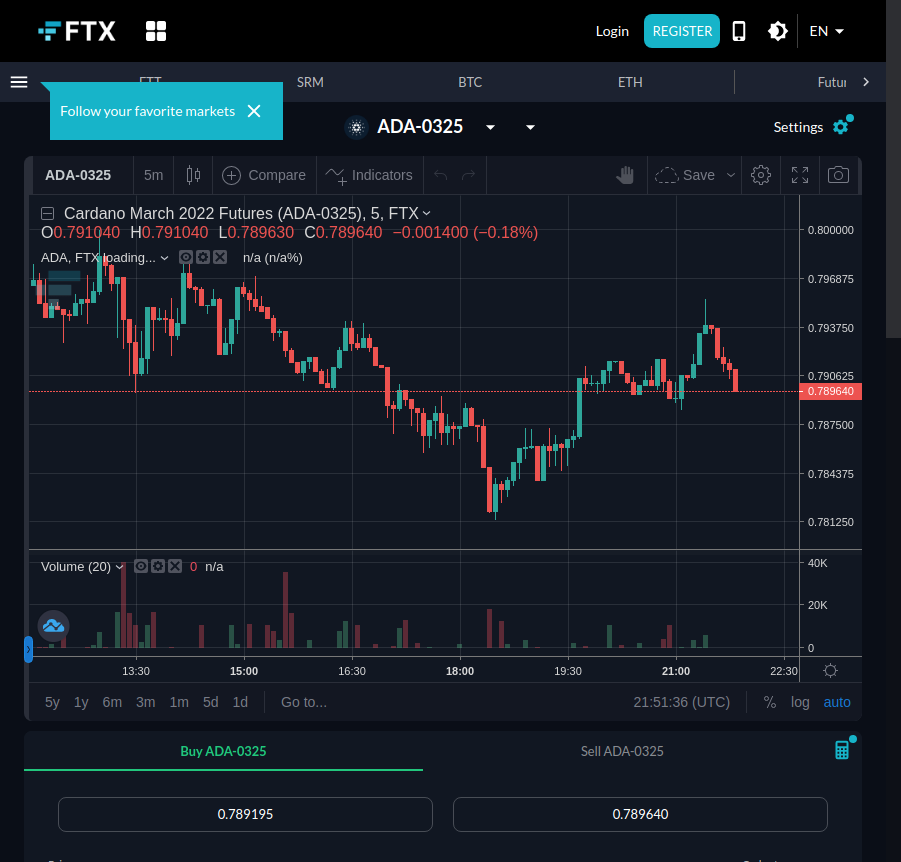 FTX
Login
REGISTER
EN
FTT
SRM
BTC
ETH
Futur
Follow your favorite markets
ADA-0325
Settings
ADA-0325
5m
Compare
Indicators
Save
Cardano March 2022 Futures (ADA-0325), 5, FTX
O0.791040 H0.791040 L0.789630 C0.789640 −0.001400 (−0.18%)
ADA, FTX loading... n/a (n/a%)
0.800000
0.796875
0.793750
0.790625
0.789640
0.787500
0.784375
0.781250
Volume (20) 0 n/a
40K
20K
0
13:30 15:00 16:30 18:00 19:30 21:00 22:30
5y 1y 6m 3m 1m 5d 1d Go to... 21:51:36 (UTC) % log auto
Buy ADA-0325
Sell ADA-0325
0.789195
0.789640